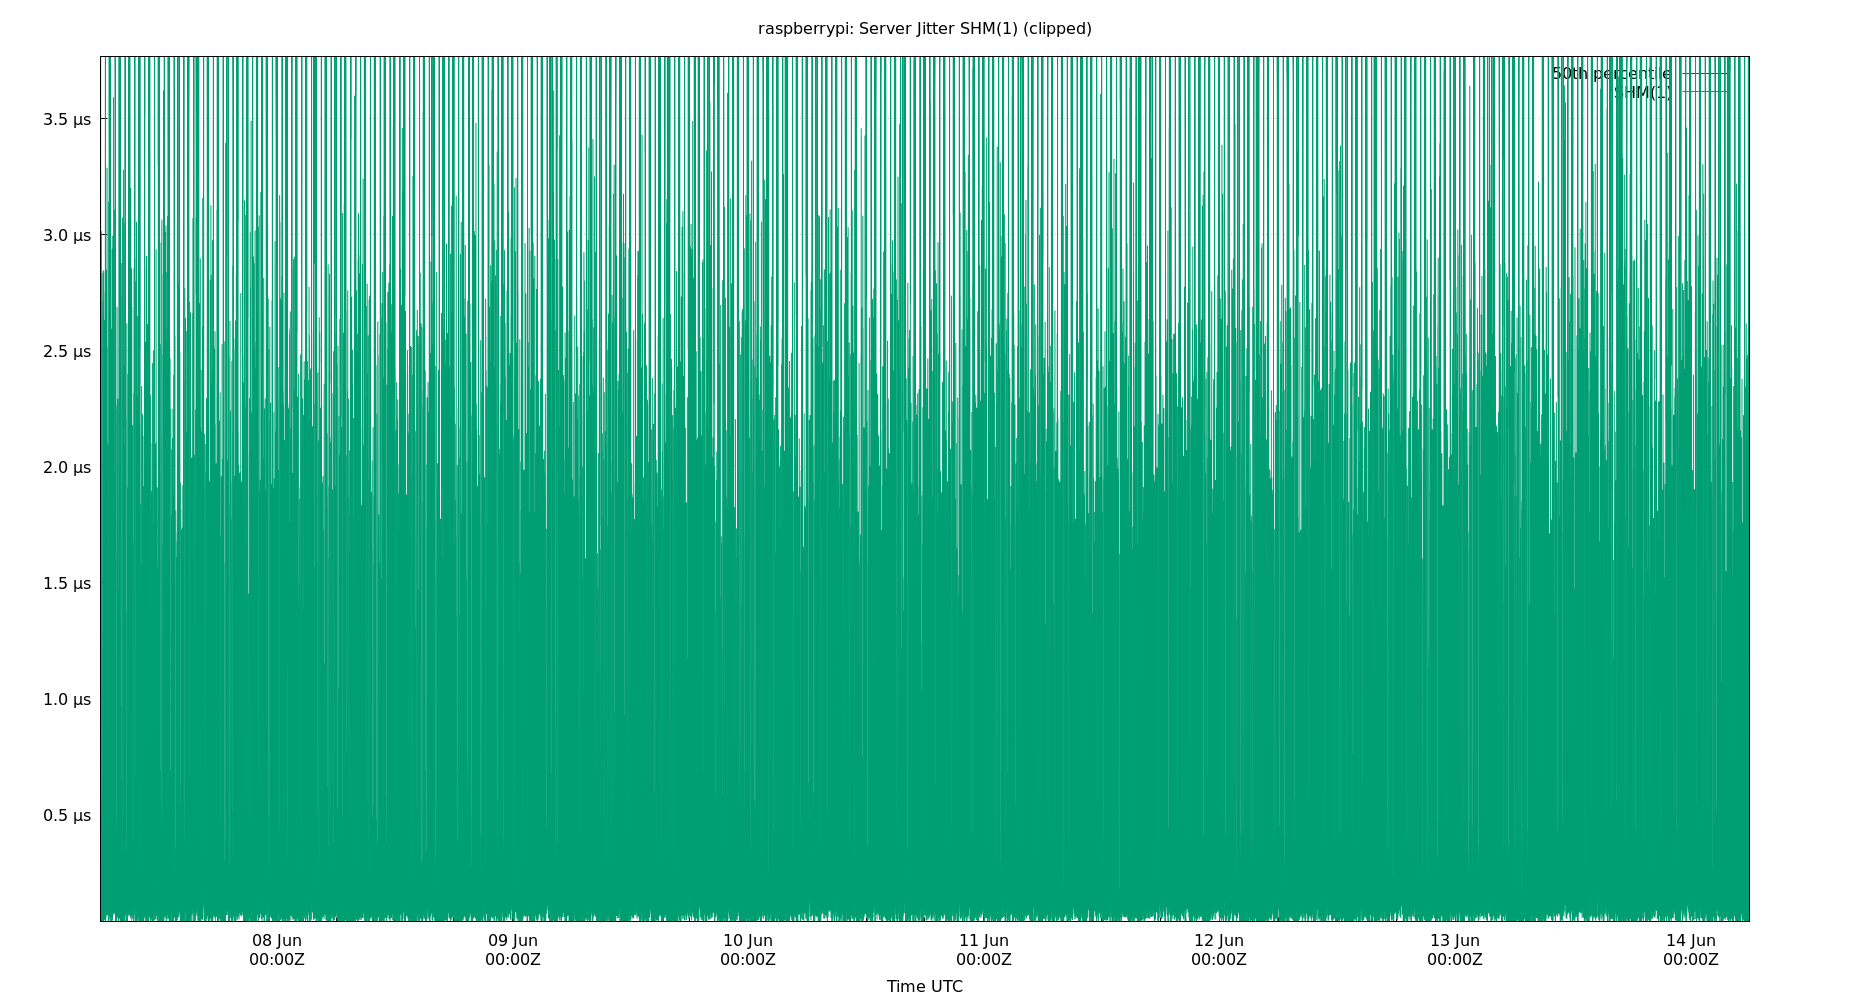 raspberrypi: Server Jitter SHM(1) (clipped)
50th percentile
SHM(1)
3.5 µs
3.0 µs
2.5 µs
2.0 µs
1.5 µs
1.0 µs
0.5 µs
08 Jun 09 Jun 10 Jun 11 Jun 12 Jun 13 Jun 14 Jun
00:00Z 00:00Z 00:00Z 00:00Z 00:00Z 00:00Z 00:00Z
Time UTC